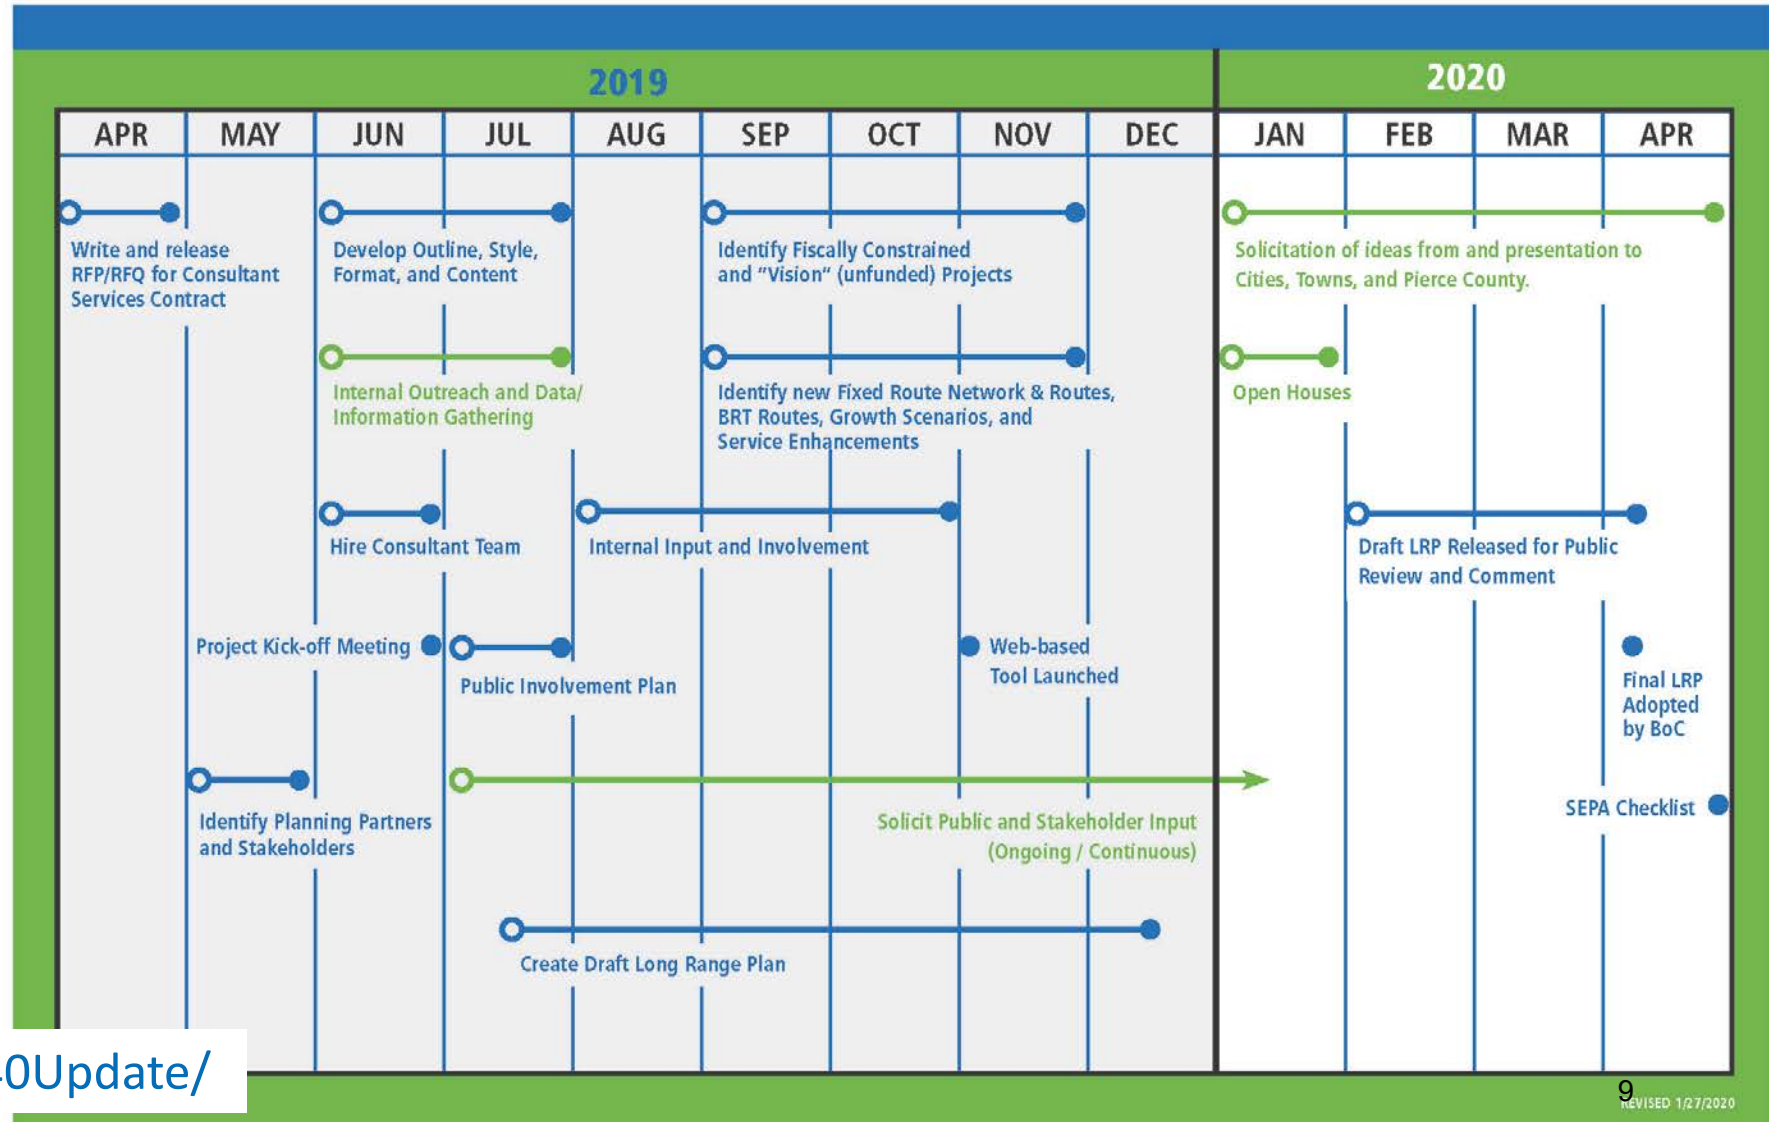 2019
2020
APR MAY JUN JUL AUG SEP OCT NOV DEC JAN FEB MAR APR
Write and release
RFP/RFQ for Consultant
Services Contract
Develop Outline, Style,
Format, and Content
Identify Fiscally Constrained
and “Vision“ (unfunded) Projects
Solicitation of ideas from and presentation to
Cities, Towns, and Pierce County.
Internal Outreach and Data/
Information Gathering
Identify new Fixed Route Network & Routes,
BRT Routes, Growth Scenarios, and
Service Enhancements
Open Houses
Hire Consultant Team
Internal Input and Involvement
Draft LRP Released for Public
Review and Comment
Project Kick-off Meeting
Public Involvement Plan
Web-based
Tool Launched
Final LRP
Adopted
by BoC
Identify Planning Partners
and Stakeholders
Solicit Public and Stakeholder Input
(Ongoing / Continuous)
SEPA Checklist
Create Draft Long Range Plan
40Update/
9
REVISED 1/27/2020